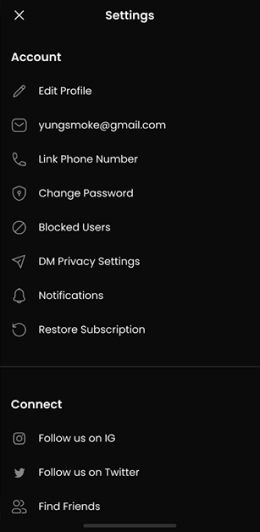 Settings
Account
Edit Profile
yungsmoke@gmail.com
Link Phone Number
Change Password
Blocked Users
DM Privacy Settings
Notifications
Restore Subscription
Connect
Follow us on IG
Follow us on Twitter
Find Friends